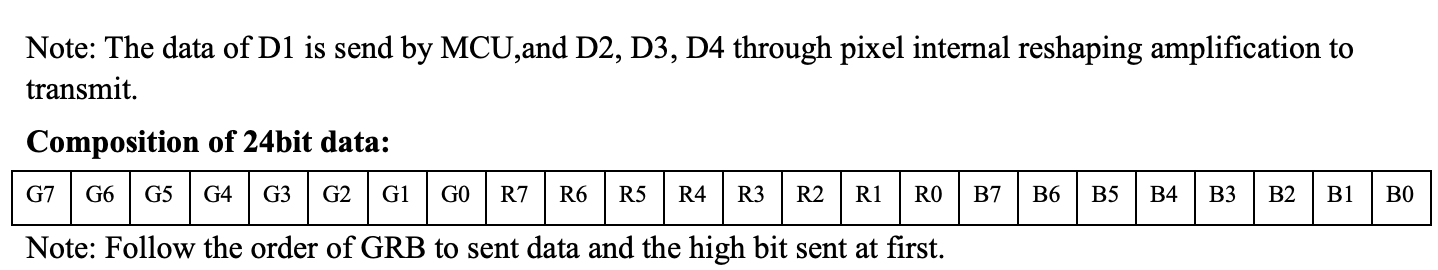 Note: The data of D1 is send by MCU,and D2, D3, D4 through pixel internal reshaping amplification to
transmit.
Composition of 24bit data:
G7 G6 G5 G4 G3 G2 G1 G0 R7 R6 R5 R4 R3 R2 R1 R0 B7 B6 B5 B4 B3 B2 B1 B0
Note: Follow the order of GRB to sent data and the high bit sent at first.